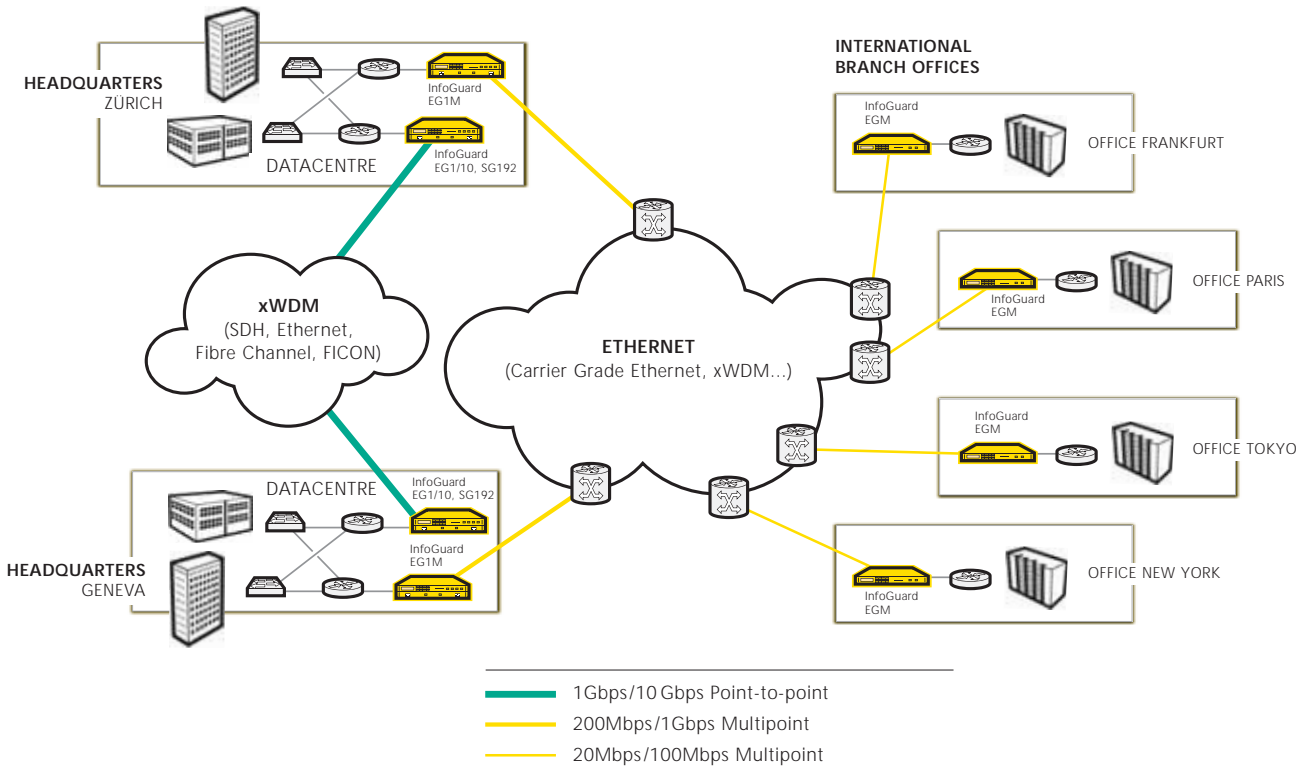 HEADQUARTERS
ZÜRICH
InfoGuard
EG1M
DATACENTRE
InfoGuard
EG1/10, SG192
xWDM
(SDH, Ethernet,
Fibre Channel, FICON)
DATACENTRE
InfoGuard
EG1/10, SG192
InfoGuard
EG1M
HEADQUARTERS
GENEVA
ETHERNET
(Carrier Grade Ethernet, xWDM...)
INTERNATIONAL
BRANCH OFFICES
InfoGuard
EGM
OFFICE FRANKFURT
InfoGuard
EGM
OFFICE PARIS
InfoGuard
EGM
OFFICE TOKYO
InfoGuard
EGM
OFFICE NEW YORK
1Gbps/10 Gbps Point-to-point
200Mbps/1Gbps Multipoint
20Mbps/100Mbps Multipoint